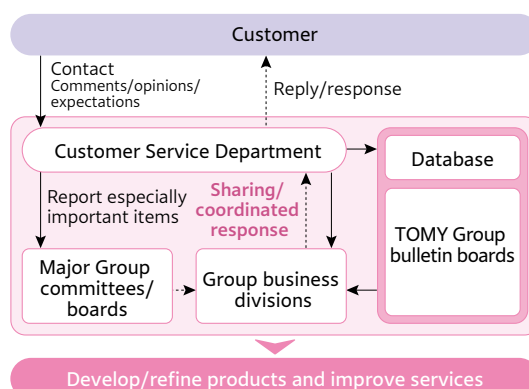 Customer
Contact
Comments/opinions/
expectations
Reply/response
Customer Service Department
Database
Report especially
important items
Sharing/
coordinated
response
TOMY Group
bulletin boards
Major Group
committees/
boards
Group business
divisions
Develop/refine products and improve services